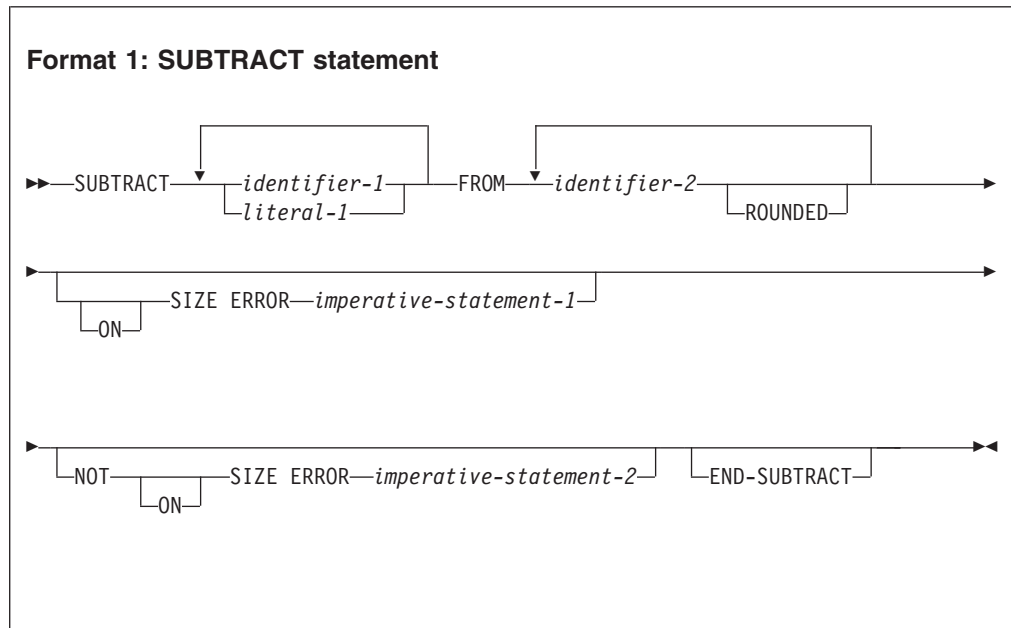 Format 1: SUBTRACT statement
SUBTRACT identifier-1 FROM identifier-2
literal-1 ROUNDED
SIZE ERROR imperative-statement-1
ON
NOT SIZE ERROR imperative-statement-2 END-SUBTRACT
ON